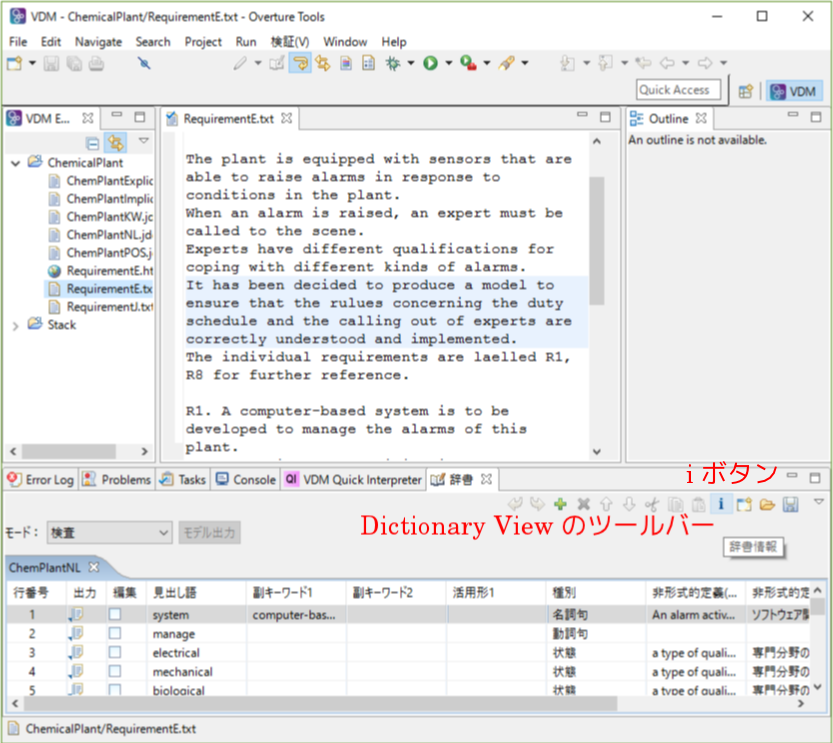 VDM - ChemicalPlant/RequirementE.txt - Overture Tools
File Edit Navigate Search Project Run 検証(V) Window Help
Quick Access
VDM
VDM E...
RequirementE.txt
Outline
An outline is not available.
ChemicalPlant
ChemPlantExplic
ChemPlantImplic
ChemPlantKW.jc
ChemPlantNL.jd
ChemPlantPOS.j
RequirementE.ht
RequirementE.tx
RequirementJ.txt
Stack
The plant is equipped with sensors that are
able to raise alarms in response to
conditions in the plant.
When an alarm is raised, an expert must be
called to the scene.
Experts have different qualifications for
coping with different kinds of alarms.
It has been decided to produce a model to
ensure that the rulues concerning the duty
schedule and the calling out of experts are
correctly understood and implemented.
The individual requirements are laelled R1,
R8 for further reference.
R1. A computer-based system is to be
developed to manage the alarms of this
plant.
Error Log Problems Tasks Console QI VDM Quick Interpreter 辞書
i ボタン
Dictionary View のツールバー
モード: 検査 モデル出力
辞書情報
ChemPlantNL
行番号 出力 編集 見出し語 副キーワード1 副キーワード2 活用形1 種別 非形式的定義(... 非形式的定
1 system computer-bas... 名詞句 An alarm activ... ソフトウェア関
2 manage 動詞句
3 electrical 状態 a type of quali... 専門分野の
4 mechanical 状態 a type of quali... 専門分野の
5 biological 状態 a type of quali... 専門分野の
ChemicalPlant/RequirementE.txt